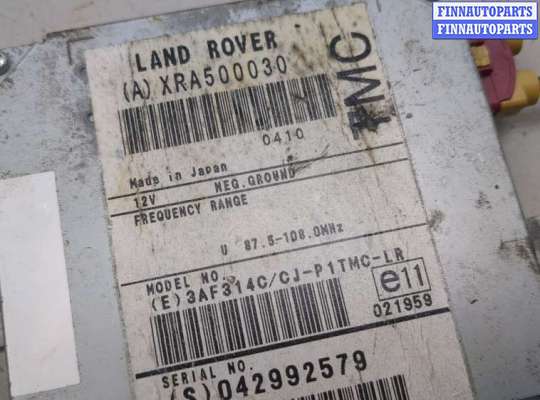 FINNAUTOPARTS
FINNAUTOPARTS
LAND ROVER
(A) XRA500030
TMC
0410
Made in Japan
12V NEG.GROUND
FREQUENCY RANGE
U 87.5-108.0MHz
MODEL NO.
(E)3AF314C/CJ-P1TMC-LR
e11
021959
SERIAL NO.
(S)042992579